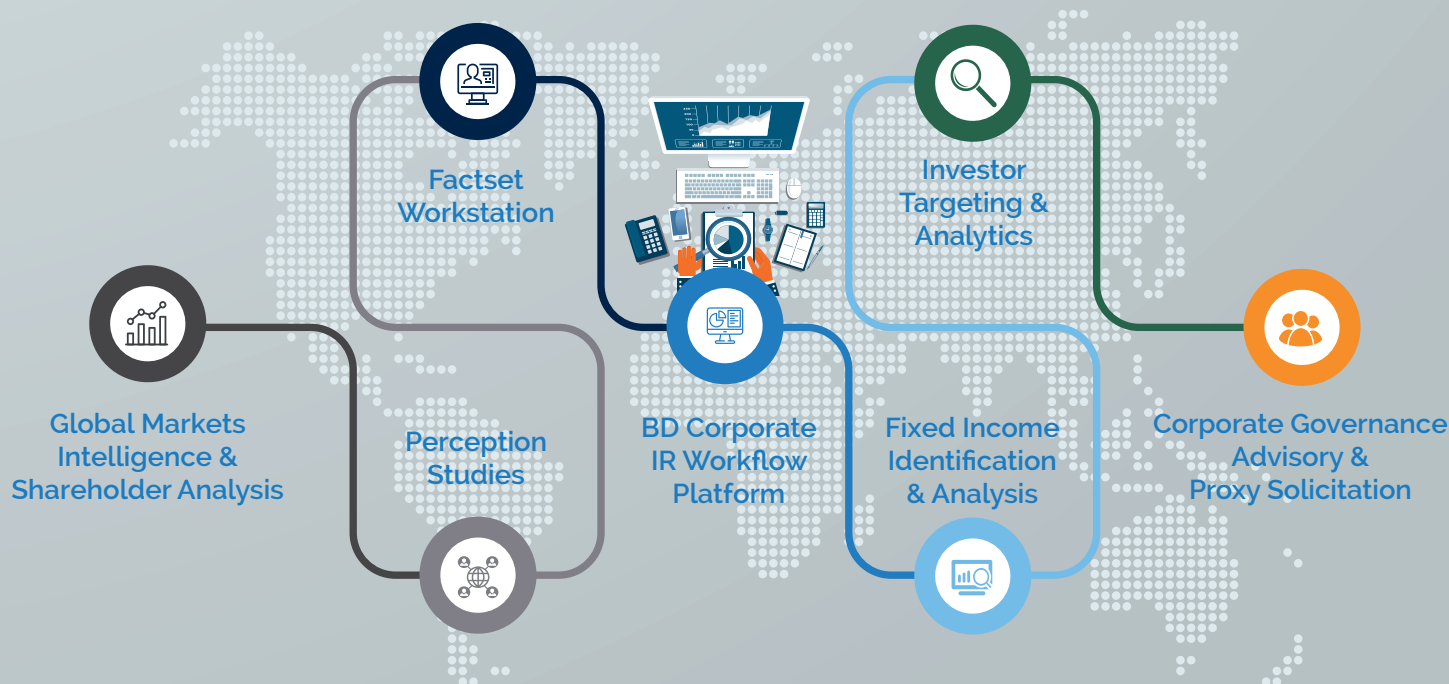 Factset
Workstation
Investor
Targeting &
Analytics
Global Markets
Intelligence &
Shareholder Analysis
Perception
Studies
BD Corporate
IR Workflow
Platform
Fixed Income
Identification
& Analysis
Corporate Governance
Advisory &
Proxy Solicitation